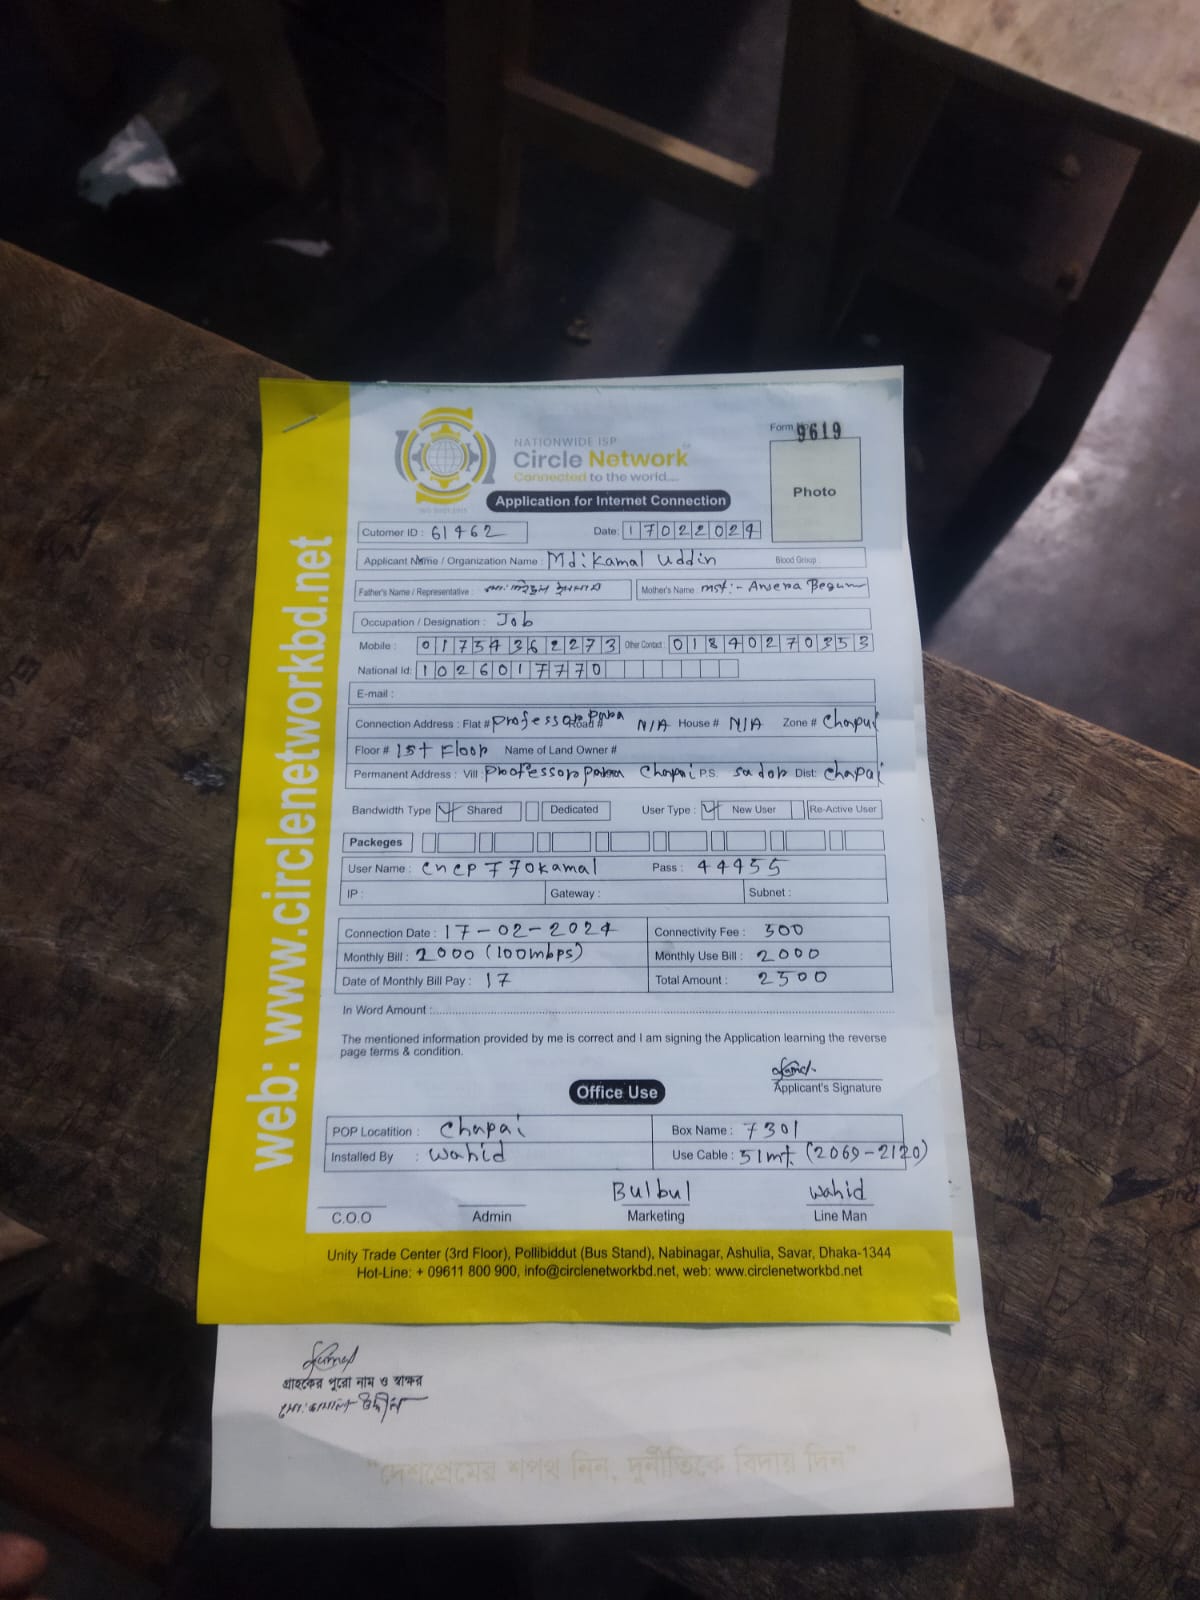 web: www.circlenetworkbd.net
NATIONWIDE ISP
Circle Network
Connected to the world....
Form 9619
Photo
Application for Internet Connection
Cutomer ID : 61462 Date: 17022024
Applicant Name / Organization Name : Md: Kamal Uddin Blood Group :
Father's Name / Representative : মো: Mother's Name : mst:- Anvera Begum
Occupation / Designation : Job
Mobile : 01734362273 Other Contact : 01840270353
National Id: 1026017770
E-mail :
Connection Address : Flat # Professor Para Road # N/A House # N/A Zone # Chapai
Floor # 1st Floor Name of Land Owner #
Permanent Address : Vill Professor para Chapai P.S. sador Dist: Chapai
Bandwidth Type Shared Dedicated User Type : New User Re-Active User
Packeges
User Name : cncp770kamal Pass : 44455
IP : Gateway : Subnet :
Connection Date : 17-02-2024 Connectivity Fee : 500
Monthly Bill : 2000 (100mbps) Monthly Use Bill : 2000
Date of Monthly Bill Pay : 17 Total Amount : 2500
In Word Amount :
The mentioned information provided by me is correct and I am signing the Application learning the reverse
page terms & condition.
Applicant's Signature
Office Use
POP Locatition : Chapai Box Name : 7301
Installed By : Wahid Use Cable : 51mt. (2069-2120)
Bulbul Wahid
C.O.O Admin Marketing Line Man
Unity Trade Center (3rd Floor), Pollibiddut (Bus Stand), Nabinagar, Ashulia, Savar, Dhaka-1344
Hot-Line: + 09611 800 900, info@circlenetworkbd.net, web: www.circlenetworkbd.net
গ্রাহকের পুরো নাম ও স্বাক্ষর
মো: কামাল উদ্দীন
“দেশপ্রেমের শপথ নিন, দুর্নীতিকে বিদায় দিন”